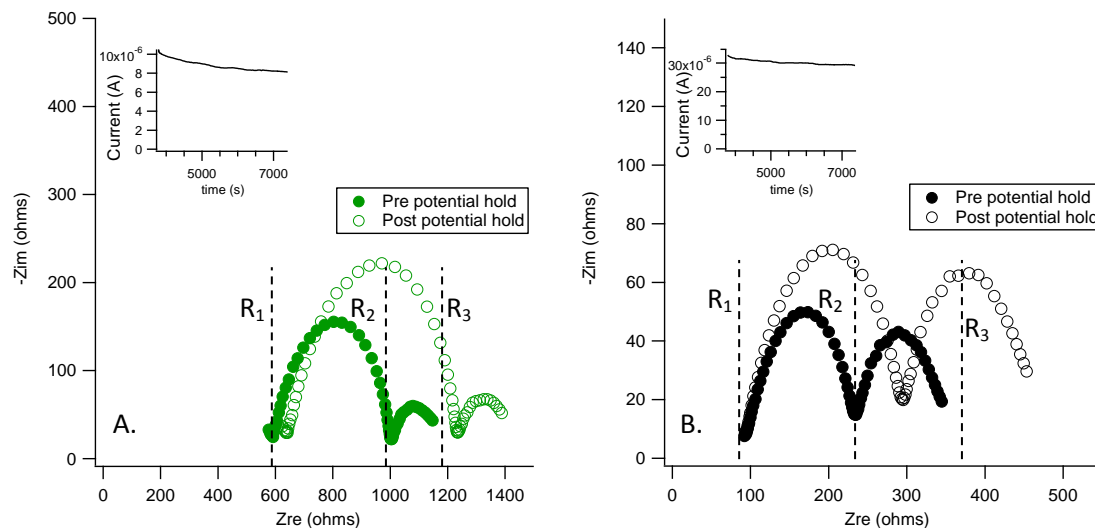 500
400
300
200
100
0
-Zim (ohms)
10x10-6
8
6
4
2
0
Current (A)
5000
7000
time (s)
Pre potential hold
Post potential hold
R1
R2
R3
A.
0
200
400
600
800
1000
1200
1400
Zre (ohms)
140
120
100
80
60
40
20
0
-Zim (ohms)
30x10-6
25
20
15
10
5
0
Current (A)
5000
7000
time (s)
Pre potential hold
Post potential hold
R1
R2
R3
B.
0
100
200
300
400
500
Zre (ohms)